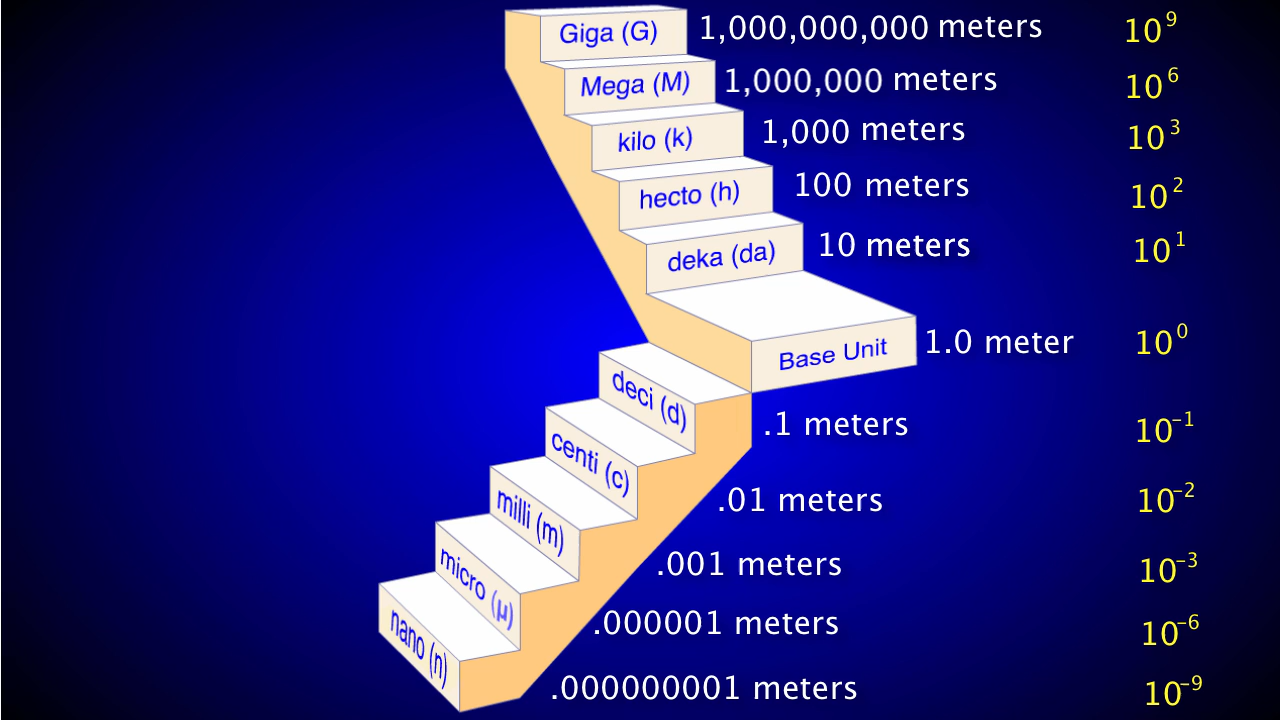 Giga (G) 1,000,000,000 meters 10⁹
Mega (M) 1,000,000 meters 10⁶
kilo (k) 1,000 meters 10³
hecto (h) 100 meters 10²
deka (da) 10 meters 10¹
Base Unit 1.0 meter 10⁰
deci (d) .1 meters 10⁻¹
centi (c) .01 meters 10⁻²
milli (m) .001 meters 10⁻³
micro (µ) .000001 meters 10⁻⁶
nano (n) .000000001 meters 10⁻⁹